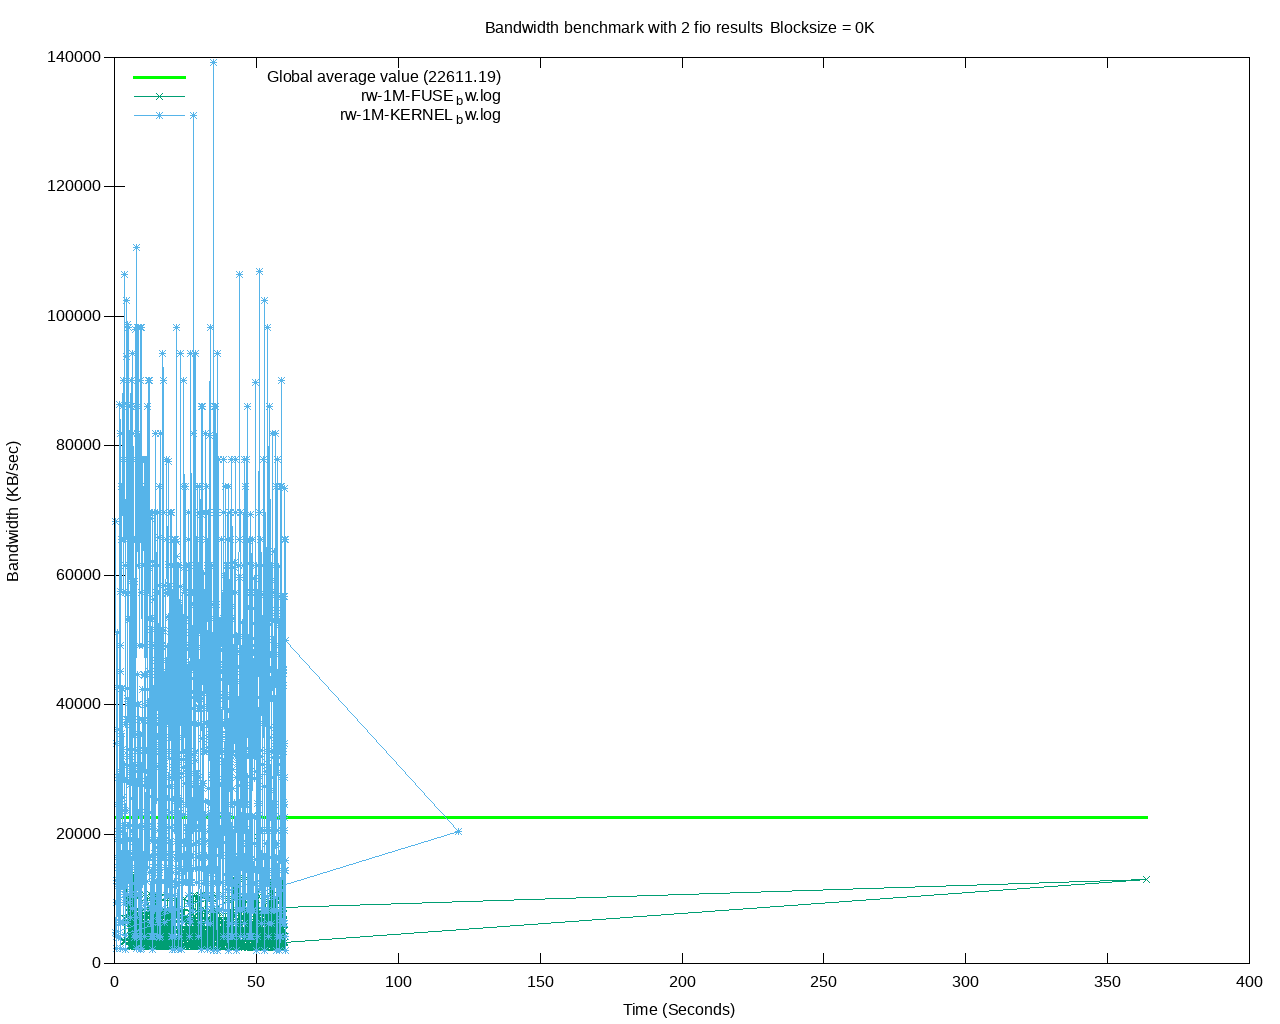 Bandwidth benchmark with 2 fio results Blocksize = 0K
140000
120000
100000
80000
60000
40000
20000
0
Bandwidth (KB/sec)
Global average value (22611.19)
rw-1M-FUSE_bw.log
rw-1M-KERNEL_bw.log
0 50 100 150 200 250 300 350 400
Time (Seconds)